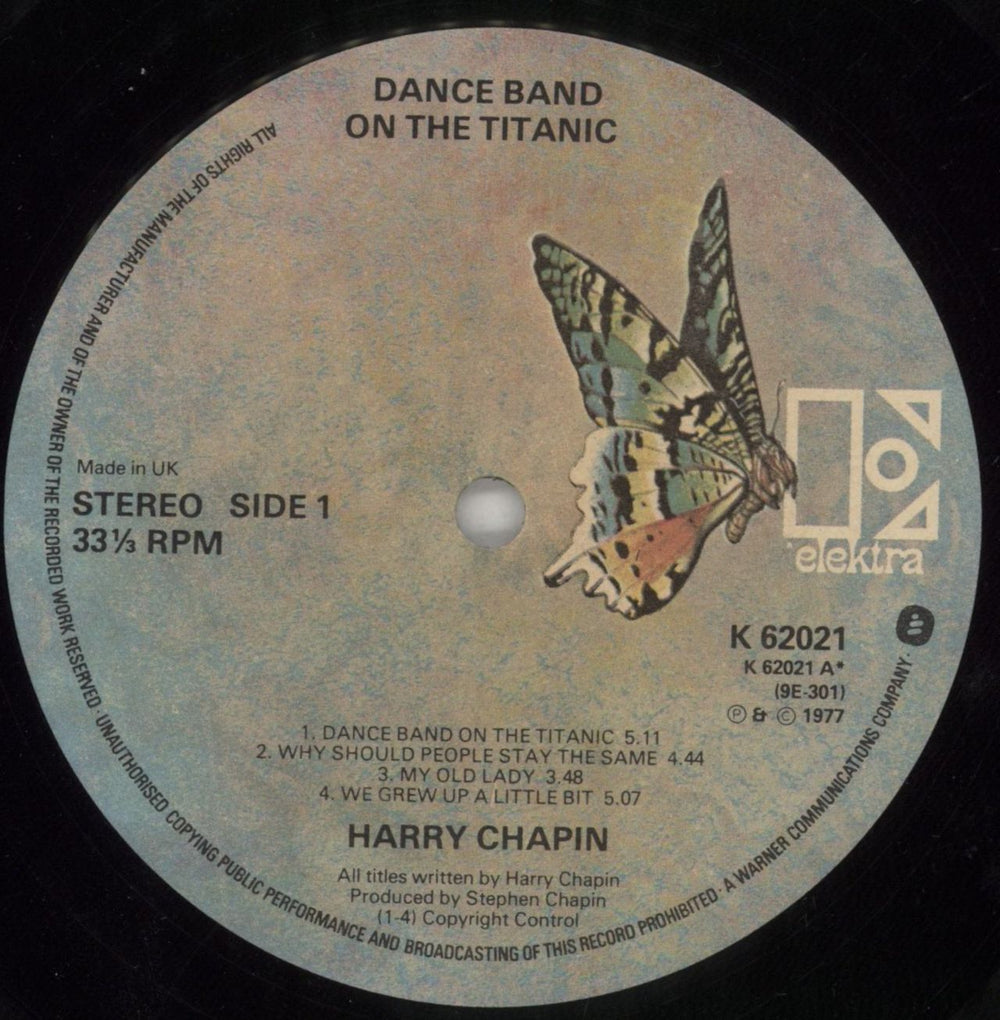 DANCE BAND
ON THE TITANIC
ALL RIGHTS OF THE MANUFACTURER AND OF THE OWNER OF THE RECORDED WORK RESERVED · UNAUTHORISED COPYING PUBLIC PERFORMANCE AND BROADCASTING OF THIS RECORD PROHIBITED · A WARNER COMMUNICATIONS COMPANY ·
Made in UK
STEREO SIDE 1
33⅓ RPM
elektra
K 62021
K 62021 A*
(9E-301)
Ⓟ & © 1977
1. DANCE BAND ON THE TITANIC 5.11
2. WHY SHOULD PEOPLE STAY THE SAME 4.44
3. MY OLD LADY 3.48
4. WE GREW UP A LITTLE BIT 5.07
HARRY CHAPIN
All titles written by Harry Chapin
Produced by Stephen Chapin
(1-4) Copyright Control